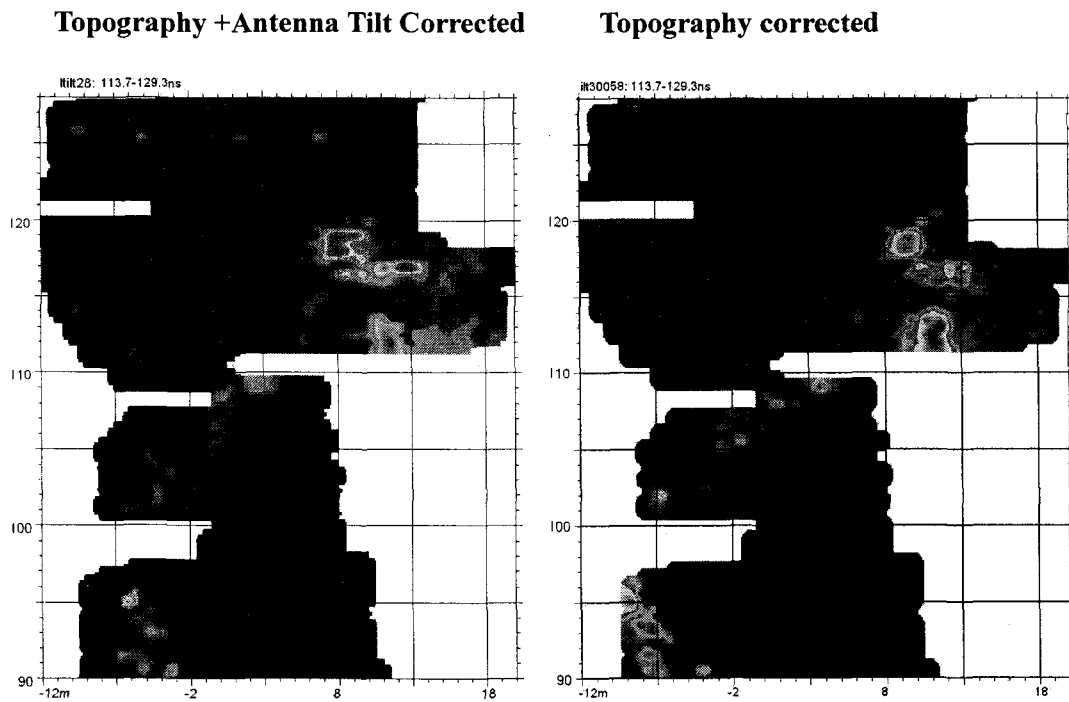 Topography +Antenna Tilt Corrected
Topography corrected
ltilt28: 113.7-129.3ns
ilt30058: 113.7-129.3ns
120
110
100
90
-12m
-2
8
18
120
110
100
90
-12m
-2
8
18